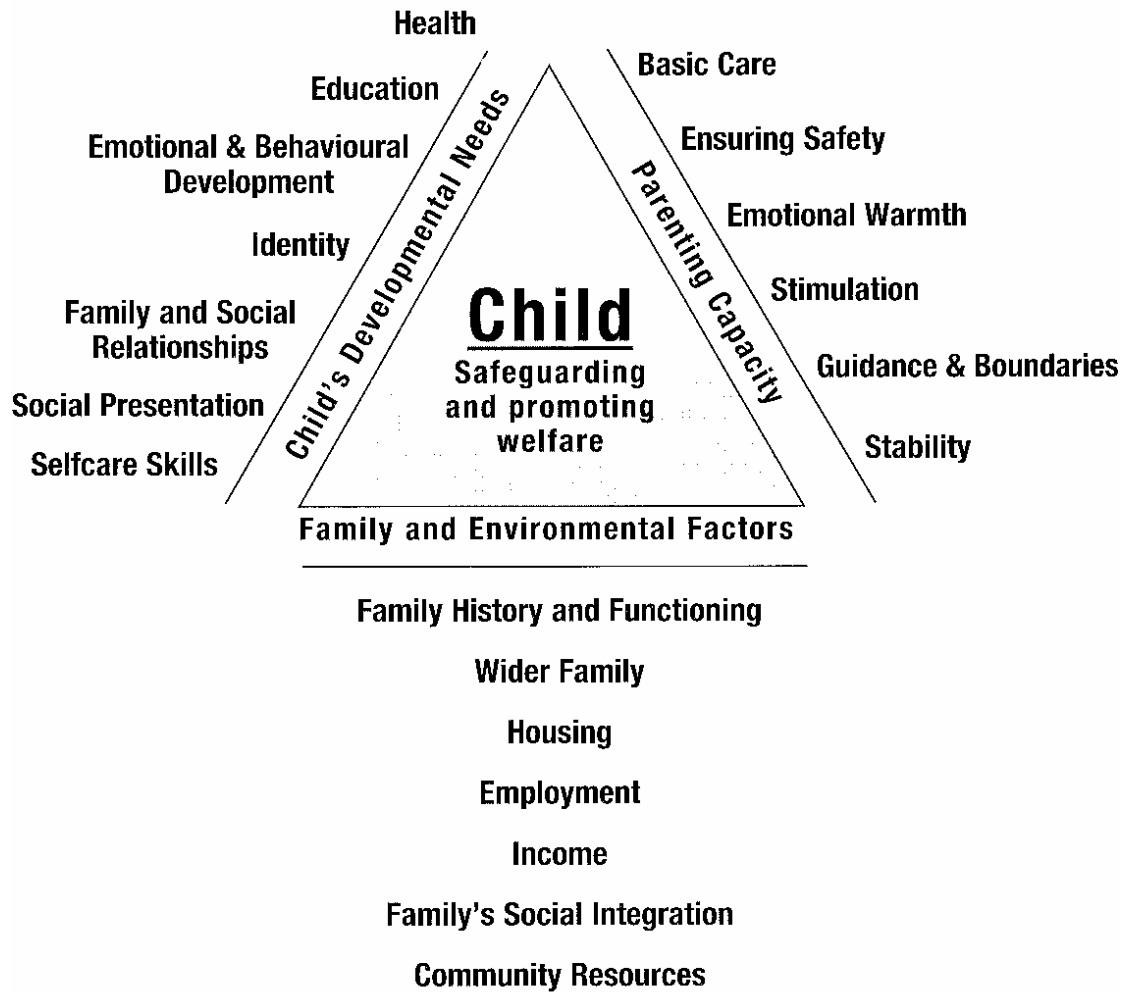 Health
Education
Emotional & Behavioural
Development
Identity
Family and Social
Relationships
Social Presentation
Selfcare Skills
Child's Developmental Needs
Basic Care
Ensuring Safety
Emotional Warmth
Stimulation
Guidance & Boundaries
Stability
Parenting Capacity
Child
Safeguarding
and promoting
welfare
Family and Environmental Factors
Family History and Functioning
Wider Family
Housing
Employment
Income
Family's Social Integration
Community Resources